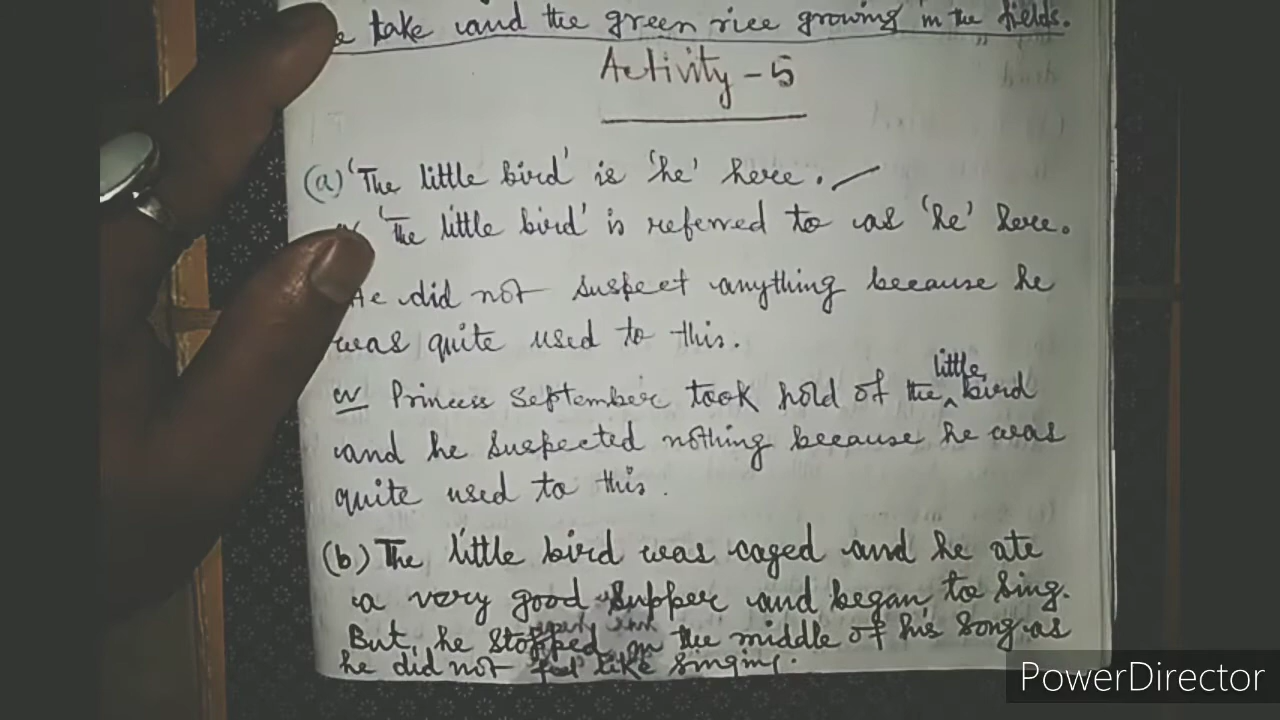 take and the green rice growing in the fields.
Activity - 5
(a) 'The little bird' is 'he' here.
'The little bird' is referred to as 'he' here.
He did not suspect anything because he
was quite used to this.
or Princess September took hold of the little bird
and he suspected nothing because he was
quite used to this.
(b) The little bird was caged and he ate
a very good supper and began to sing.
But, he stopped in the middle of his song as
he did not feel like singing.
PowerDirector